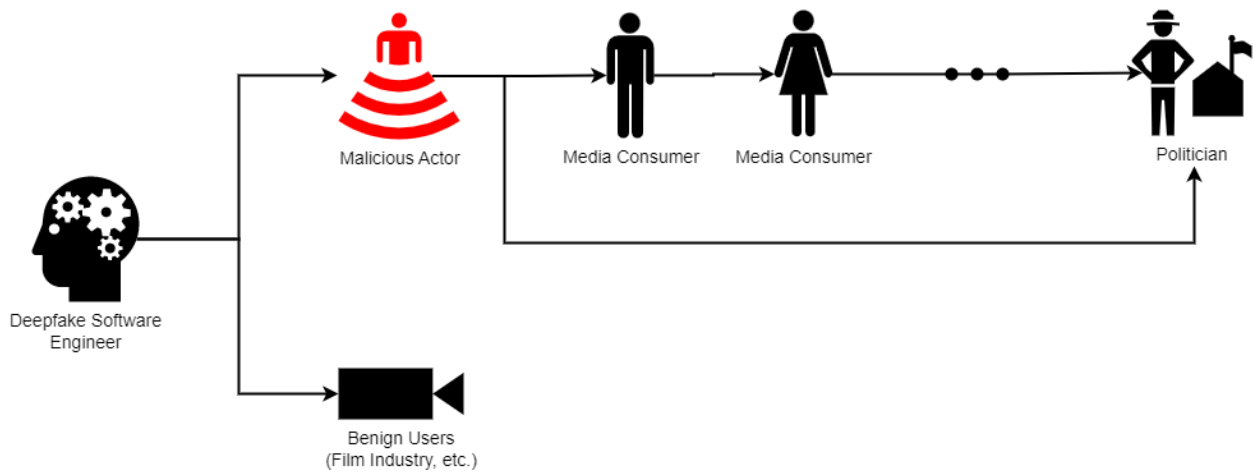 Malicious Actor
Media Consumer
Media Consumer
Politician
Deepfake Software
Engineer
Benign Users
(Film Industry, etc.)